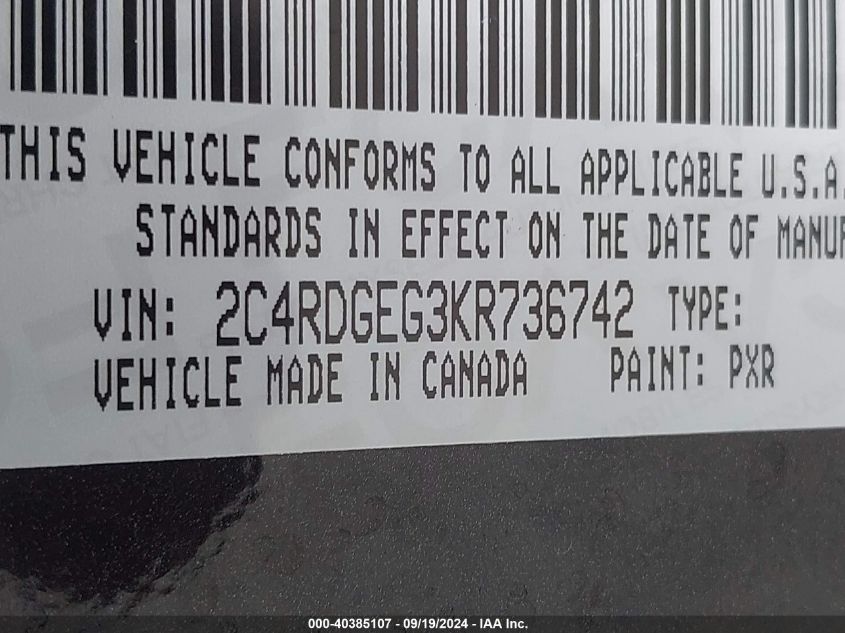 THIS VEHICLE CONFORMS TO ALL APPLICABLE U.S.A.
STANDARDS IN EFFECT ON THE DATE OF MANUF
VIN: 2C4RDGEG3KR736742 TYPE:
VEHICLE MADE IN CANADA PAINT: PXR
000-40385107 - 09/19/2024 - IAA Inc.